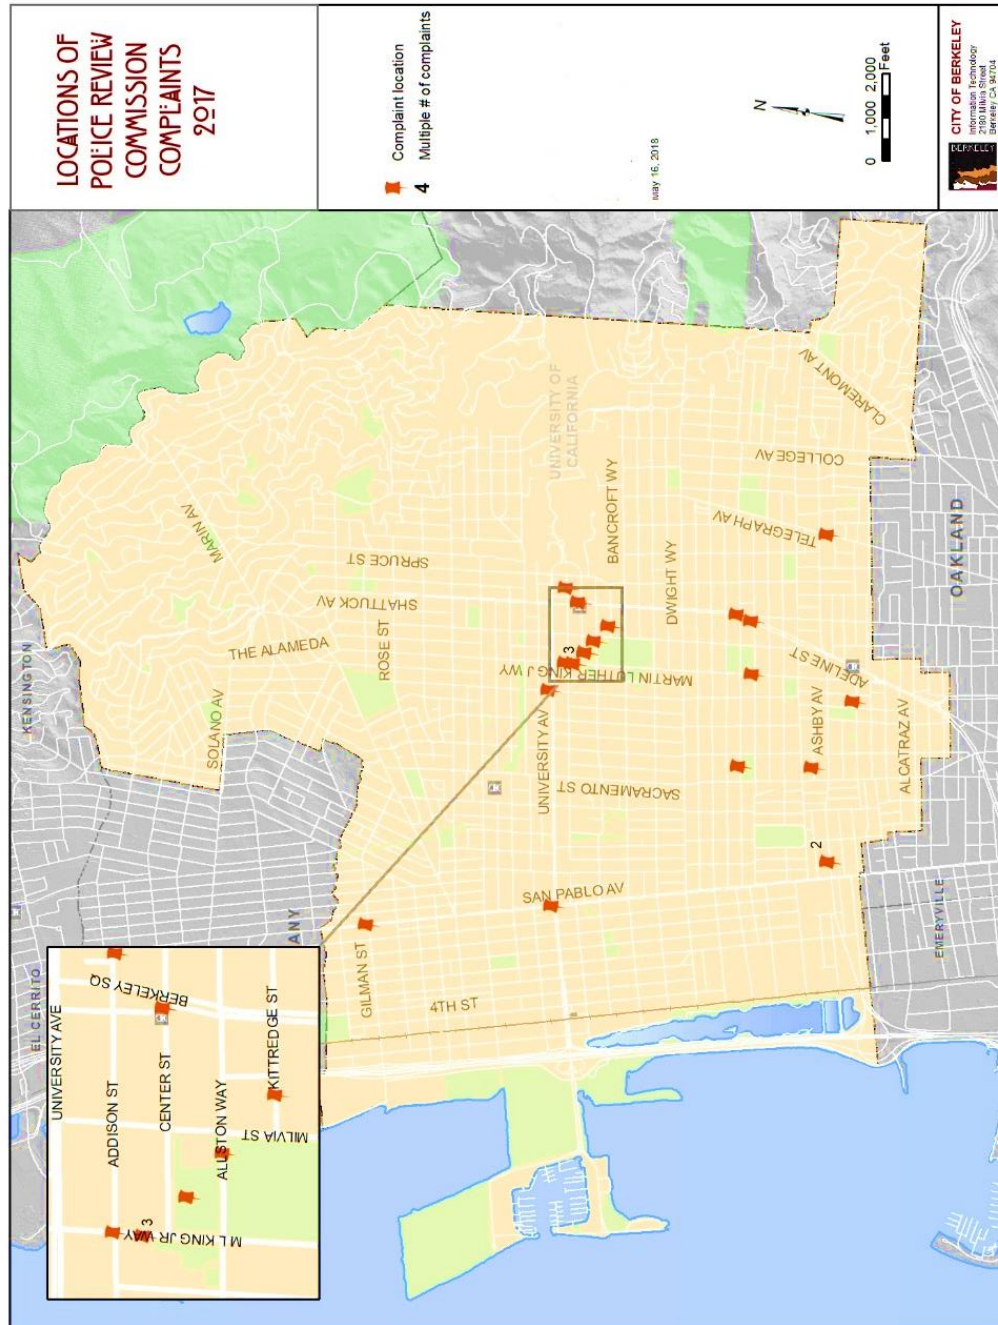 LOCATIONS OF
POLICE REVIEW
COMMISSION
COMPLAINTS
2017
Complaint location
4 Multiple # of complaints
May 16, 2018
N
0 1,000 2,000
Feet
CITY OF BERKELEY
Information Technology
2180 Milvia Street
Berkeley CA 94704
BERKELEY
KENSINGTON
EL CERRITO
ANY
OAKLAND
EMERYVILLE
MARIN AV
SPRUCE ST
SHATTUCK AV
THE ALAMEDA
ROSE ST
SOLANO AV
GILMAN ST
4TH ST
UNIVERSITY OF
CALIFORNIA
BANCROFT WY
DWIGHT WY
TELEGRAPH AV
COLLEGE AV
CLAREMONT AV
MARTIN LUTHER KING J WY
3
UNIVERSITY AV
SACRAMENTO ST
SAN PABLO AV
ADELINE ST
ASHBY AV
ALCATRAZ AV
2
UNIVERSITY AVE
BERKELEY SQ
ADDISON ST
CENTER ST
ALLSTON WAY
KITTREDGE ST
MILVIA ST
M L KING JR WAY
3